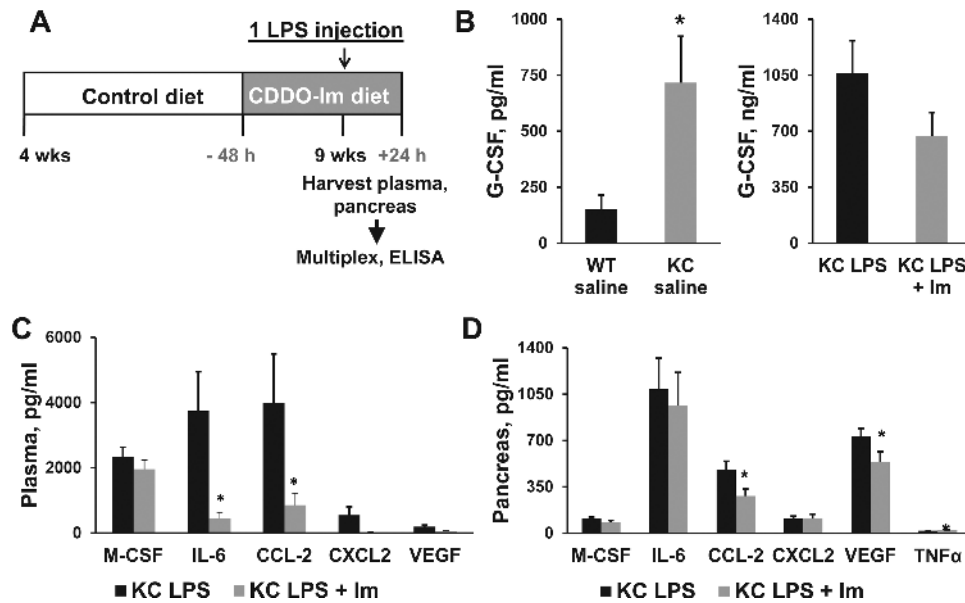 A
1 LPS injection
Control diet
CDDO-Im diet
4 wks
- 48 h
9 wks
+24 h
Harvest plasma,
pancreas
Multiplex, ELISA
B
G-CSF, pg/ml
1000
750
500
250
0
*
WT
saline
KC
saline
G-CSF, ng/ml
1400
1050
700
350
0
KC LPS
KC LPS
+ Im
C
Plasma, pg/ml
6000
4000
2000
0
*
*
M-CSF
IL-6
CCL-2
CXCL2
VEGF
KC LPS
KC LPS + Im
D
Pancreas, pg/ml
1400
1050
700
350
0
*
*
*
M-CSF
IL-6
CCL-2
CXCL2
VEGF
TNFα
KC LPS
KC LPS + Im